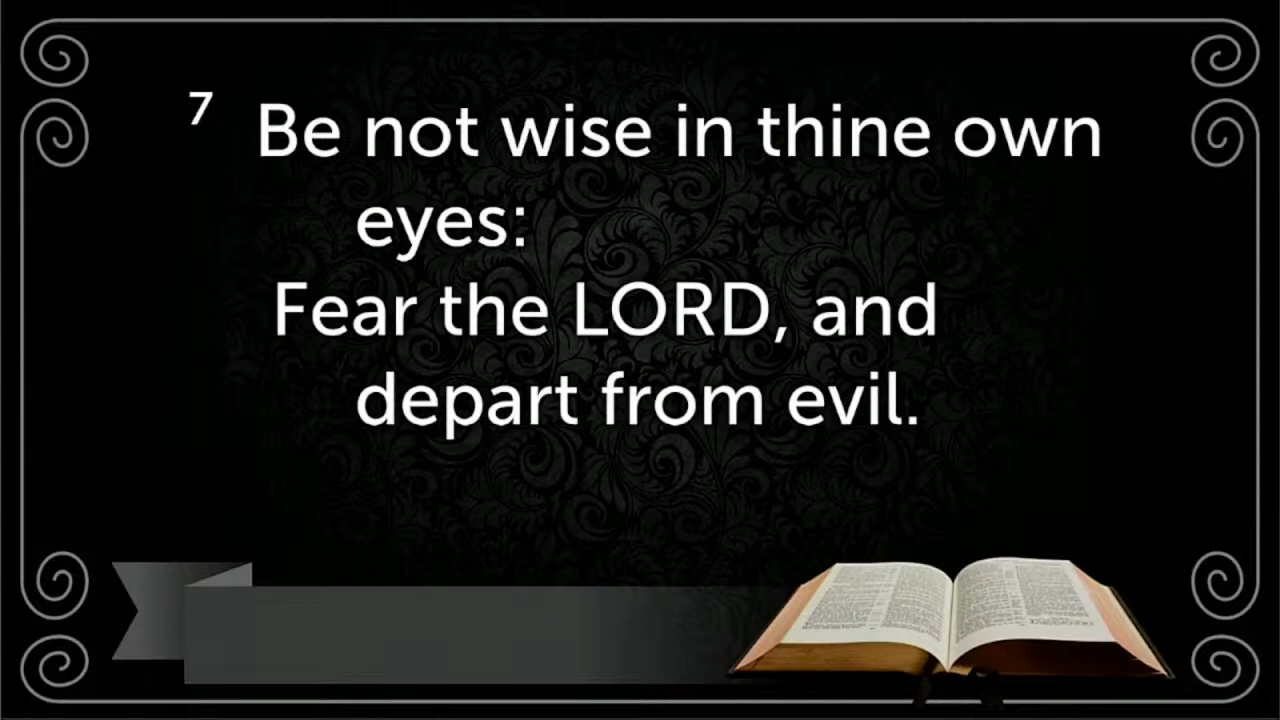 7 Be not wise in thine own
eyes:
Fear the LORD, and
depart from evil.